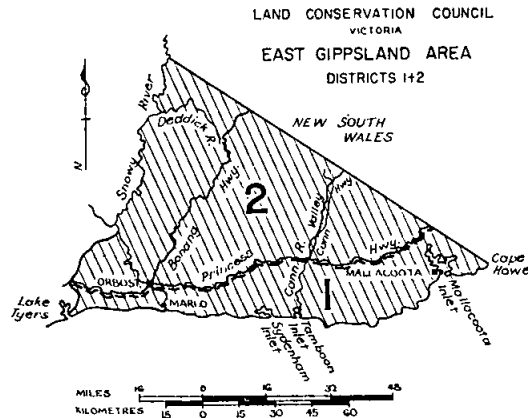 LAND CONSERVATION COUNCIL
VICTORIA
EAST GIPPSLAND AREA
DISTRICTS 1+2
River
Deddick R.
NEW SOUTH
WALES
N
Snowy
Hwy.
Bonang
2
Valley
Hwy
Cann
Cann R.
Princess
Hwy.
Cape
Howe
ORBOST
MALLACOOTA
MARLO
1
Lake
Tyers
Mallacoota
Inlet
Sydenham
Inlet
Tamboon
Inlet
MILES
16 0 16 32 48
KILOMETRES
15 0 15 30 45 60